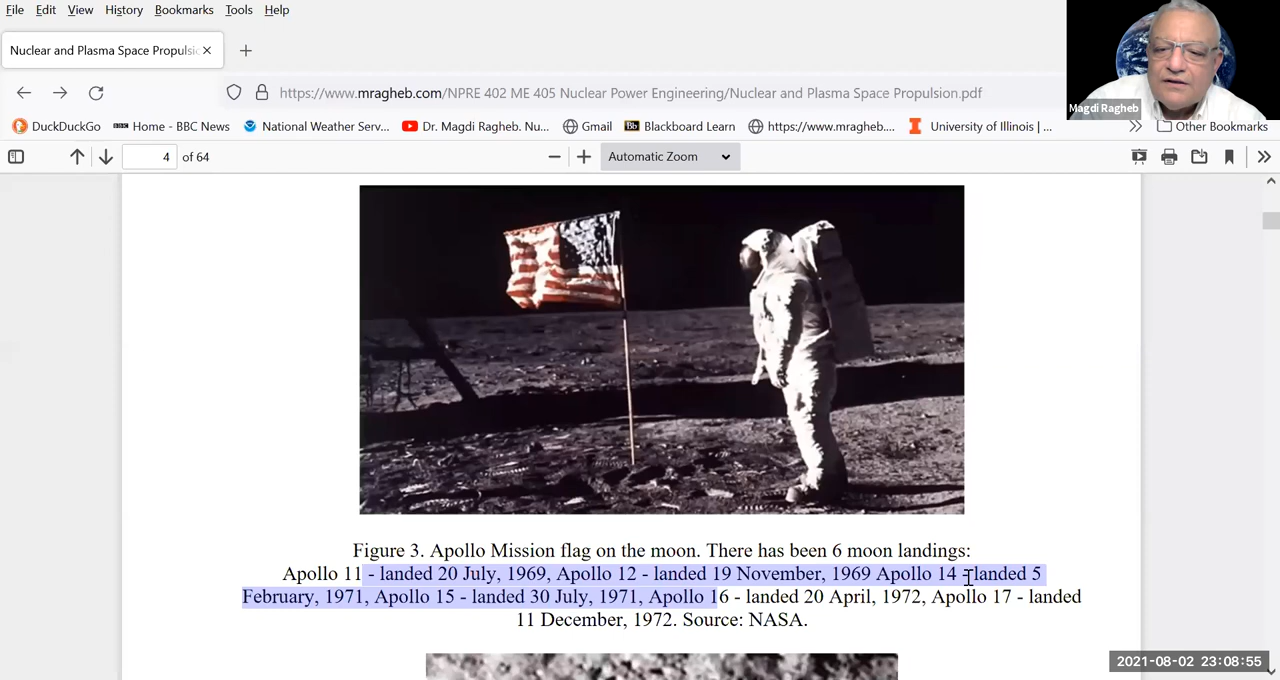 File Edit View History Bookmarks Tools Help
Nuclear and Plasma Space Propulsi
https://www.mragheb.com/NPRE 402 ME 405 Nuclear Power Engineering/Nuclear and Plasma Space Propulsion.pdf
Magdi Ragheb
DuckDuckGo BBC Home - BBC News National Weather Serv... Dr. Magdi Ragheb. Nu... Gmail Bb Blackboard Learn https://www.mragheb.... University of Illinois | ... Other Bookmarks
4 of 64 Automatic Zoom
Figure 3. Apollo Mission flag on the moon. There has been 6 moon landings:
Apollo 11 - landed 20 July, 1969, Apollo 12 - landed 19 November, 1969 Apollo 14 - landed 5
February, 1971, Apollo 15 - landed 30 July, 1971, Apollo 16 - landed 20 April, 1972, Apollo 17 - landed
11 December, 1972. Source: NASA.
2021-08-02 23:08:55